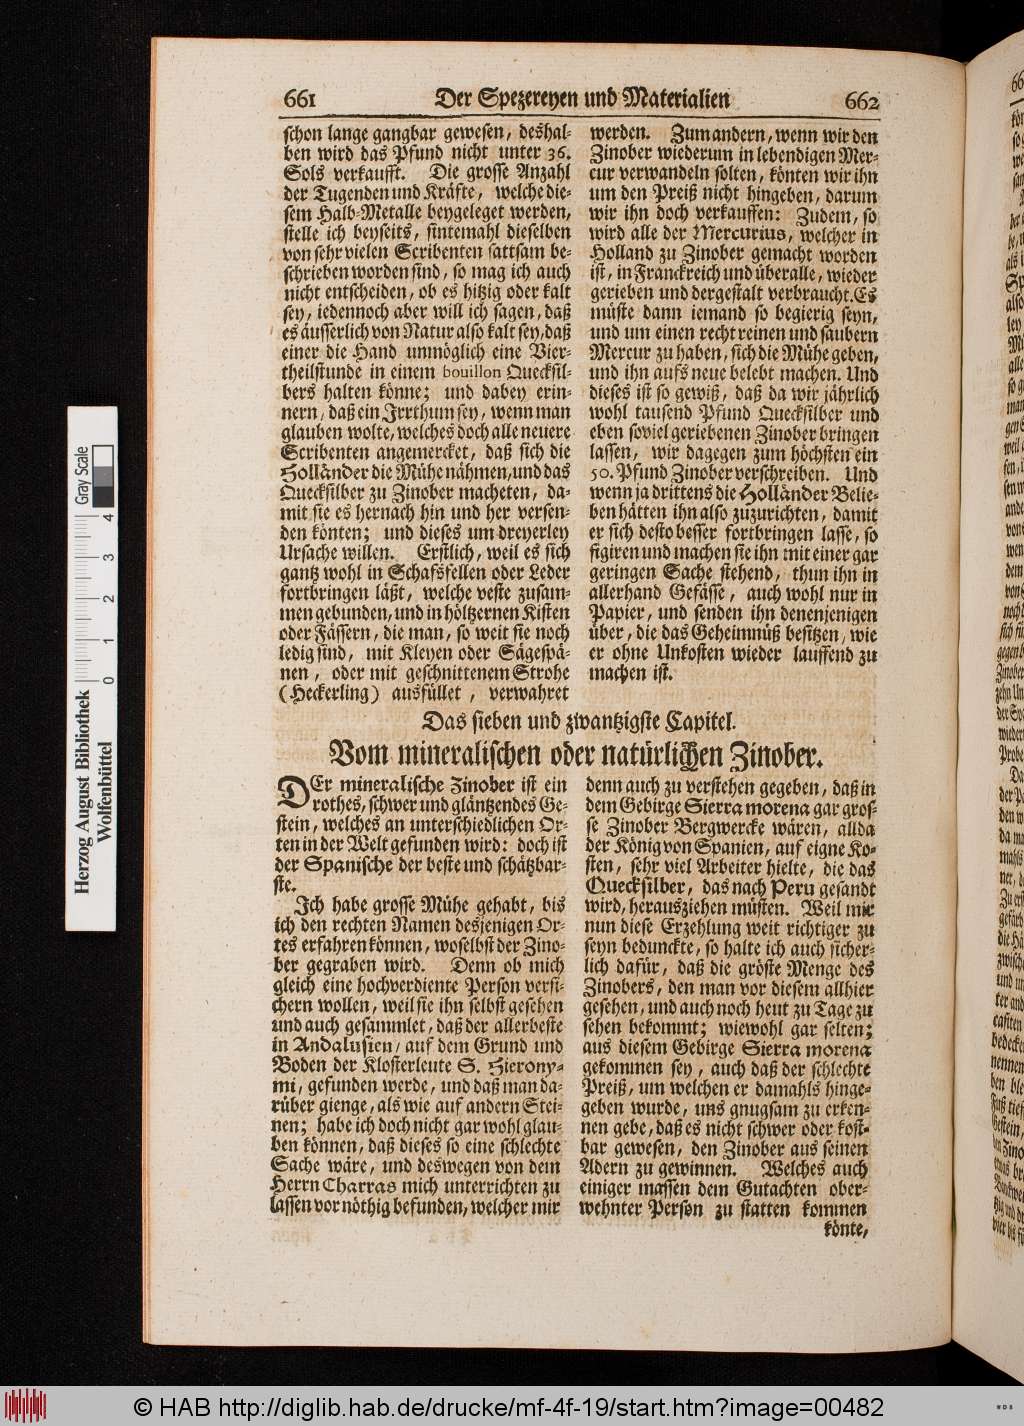 661
Der Spezereyen und Materialien
662
schon lange gangbar gewesen, deshal-
ben wird das Pfund nicht unter 36.
Sols verkaufft. Die grosse Anzahl
der Tugenden und Kräfte, welche die-
sem Halb-Metalle beygeleget werden,
stelle ich beyseits, sintemahl dieselben
von sehr vielen Scribenten sattsam be-
schrieben worden sind, so mag ich auch
nicht entscheiden, ob es hitzig oder kalt
sey, iedennoch aber will ich sagen, daß
es äusserlich von Natur also kalt sey, daß
einer die Hand unmöglich eine Vier-
theilstunde in einem bouillon Quecksil-
bers halten könne; und dabey erin-
nern, daß ein Irrthum sey, wenn man
glauben wolte, welches doch alle neuere
Scribenten angemercket, daß sich die
Holländer die Mühe nähmen, und das
Quecksilber zu Zinober macheten, da-
mit sie es hernach hin und her versen-
den könten; und dieses um dreyerley
Ursache willen. Erstlich, weil es sich
gantz wohl in Schafsfellen oder Leder
fortbringen läßt, welche veste zusam-
men gebunden, und in höltzernen Kisten
oder Fässern, die man, so weit sie noch
ledig sind, mit Kleyen oder Sägespä-
nen, oder mit geschnittenem Strohe
(Heckerling) ausfüllet, verwahret
werden. Zum andern, wenn wir den
Zinober wiederum in lebendigen Mer-
cur verwandeln solten, könten wir ihn
um den Preiß nicht hingeben, darum
wir ihn doch verkauffen: Zudem, so
wird alle der Mercurius, welcher in
Holland zu Zinober gemacht worden
ist, in Franckreich und überalle, wieder
gerieben und dergestalt verbraucht. Es
müste dann iemand so begierig seyn,
und um einen recht reinen und saubern
Mercur zu haben, sich die Mühe geben,
und ihn aufs neue belebt machen. Und
dieses ist so gewiß, daß da wir jährlich
wohl tausend Pfund Quecksilber und
eben soviel geriebenen Zinober bringen
lassen, wir dagegen zum höchsten ein
50. Pfund Zinober verschreiben. Und
wenn ja drittens die Holländer Belie-
ben hätten ihn also zuzurichten, damit
er sich desto besser fortbringen lasse, so
figiren und machen sie ihn mit einer gar
geringen Sache stehend, thun ihn in
allerhand Gefässe, auch wohl nur in
Papier, und senden ihn denenjenigen
über, die das Geheimnüß besitzen, wie
er ohne Unkosten wieder lauffend zu
machen ist.
Das sieben und zwantzigste Capitel.
Vom mineralischen oder natürlichen Zinober.
DEr mineralische Zinober ist ein
rothes, schwer und gläntzendes Ge-
stein, welches an unterschiedlichen Or-
ten in der Welt gefunden wird: doch ist
der Spanische der beste und schätzbar-
ste.
Ich habe grosse Mühe gehabt, bis
ich den rechten Namen desjenigen Or-
tes erfahren können, woselbst der Zino-
ber gegraben wird. Denn ob mich
gleich eine hochverdiente Person versi-
chern wollen, weil sie ihn selbst gesehen
und auch gesammlet, daß der allerbeste
in Andalusien/ auf dem Grund und
Boden der Klosterleute S. Hierony-
mi, gefunden werde, und daß man da-
rüber gienge, als wie auf andern Stei-
nen; habe ich doch nicht gar wohl glau-
ben können, daß dieses so eine schlechte
Sache wäre, und deswegen von dem
Herrn Charras mich unterrichten zu
lassen vor nöthig befunden, welcher mir
denn auch zu verstehen gegeben, daß in
dem Gebirge Sierra morena gar gros-
se Zinober Bergwercke wären, allda
der König von Spanien, auf eigne Ko-
sten, sehr viel Arbeiter hielte, die das
Quecksilber, das nach Peru gesandt
wird, herausziehen müsten. Weil mir
nun diese Erzehlung weit richtiger zu
seyn bedunckte, so halte ich auch sicher-
lich dafür, daß die gröste Menge des
Zinobers, den man vor diesem allhier
gesehen, und auch noch heut zu Tage zu
sehen bekommt; wiewohl gar selten;
aus diesem Gebirge Sierra morena
gekommen sey, auch daß der schlechte
Preiß, um welchen er damahls hinge-
geben wurde, uns gnugsam zu erken-
nen gebe, daß es nicht schwer oder kost-
bar gewesen, den Zinober aus seinen
Adern zu gewinnen. Welches auch
einiger massen dem Gutachten ober-
wehnter Person zu statten kommen
könte,
Herzog August Bibliothek
Wolfenbüttel
0 1 2 3 4
Gray Scale
© HAB http://diglib.hab.de/drucke/mf-4f-19/start.htm?image=00482